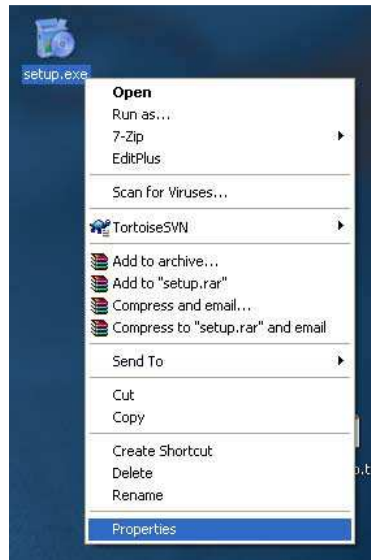 setup.exe
Open
Run as...
7-Zip
EditPlus
Scan for Viruses...
TortoiseSVN
Add to archive...
Add to "setup.rar"
Compress and email...
Compress to "setup.rar" and email
Send To
Cut
Copy
Create Shortcut
Delete
Rename
Properties